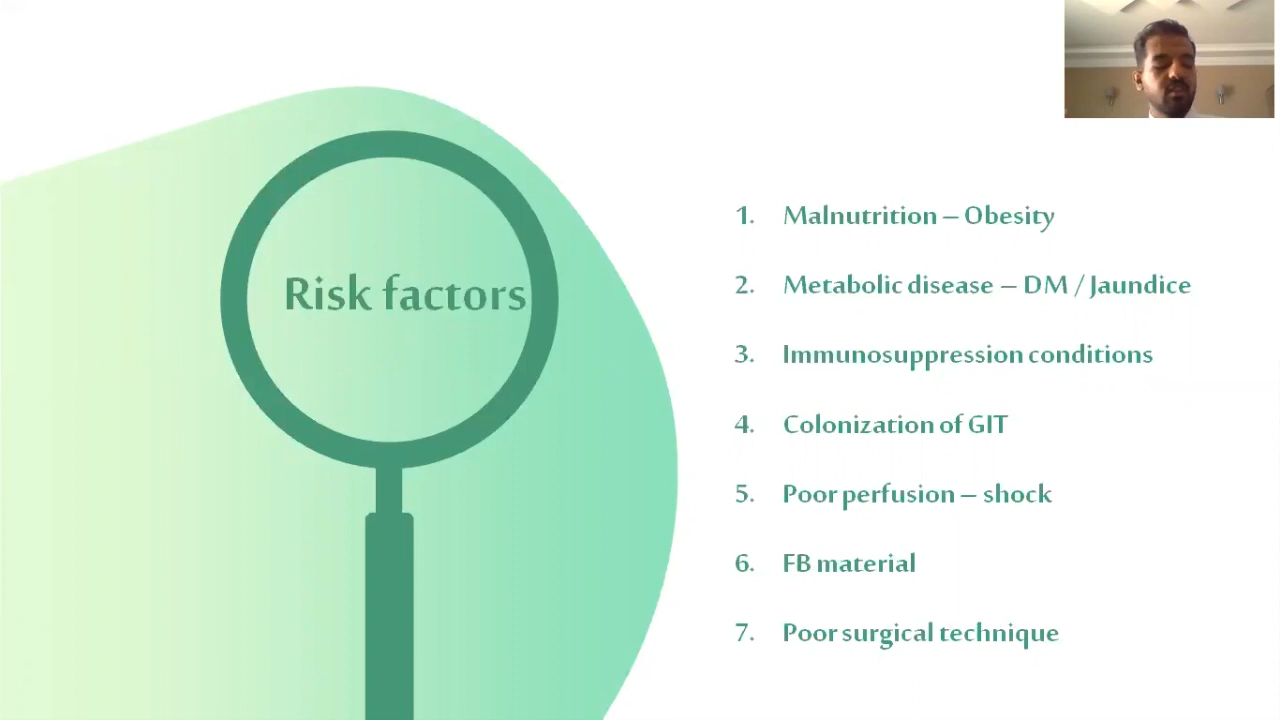 Risk factors
1. Malnutrition – Obesity
2. Metabolic disease – DM / Jaundice
3. Immunosuppression conditions
4. Colonization of GIT
5. Poor perfusion – shock
6. FB material
7. Poor surgical technique